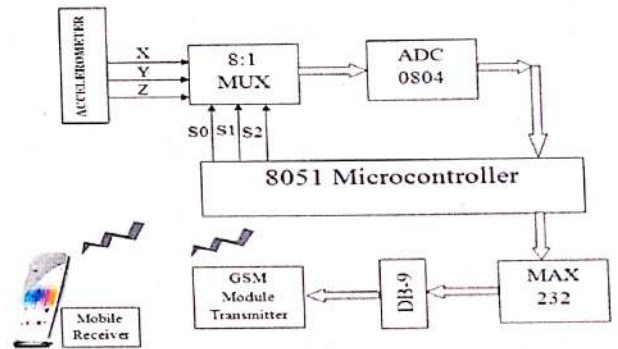 ACCELEROMETER
X
Y
Z
8:1
MUX
ADC
0804
S0
S1
S2
8051 Microcontroller
MAX
232
DB-9
GSM
Module
Transmitter
Mobile
Receiver